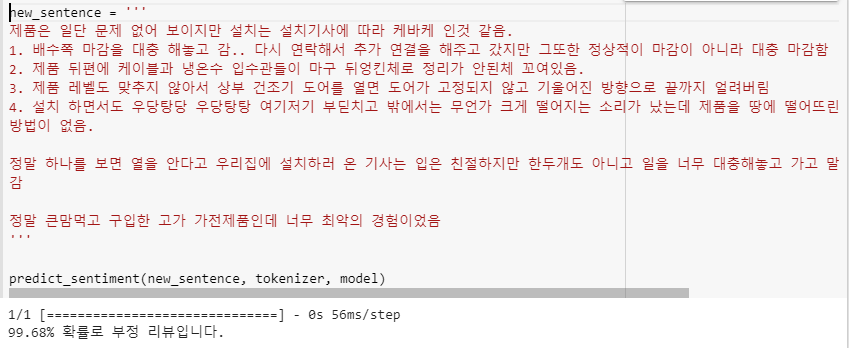 new_sentence = '''
제품은 일단 문제 없어 보이지만 설치는 설치기사에 따라 케바케 인것 같음.
1. 배수쪽 마감을 대충 해놓고 감.. 다시 연락해서 추가 연결을 해주고 갔지만 그또한 정상적이 마감이 아니라 대충 마감함
2. 제품 뒤편에 케이블과 냉온수 입수관들이 마구 뒤엉킨체로 정리가 안된체 꼬여있음.
3. 제품 레벨도 맞추지 않아서 상부 건조기 도어를 열면 도어가 고정되지 않고 기울어진 방향으로 끝까지 얼려버림
4. 설치 하면서도 우당탕당 우당탕탕 여기저기 부딛치고 밖에서는 무언가 크게 떨어지는 소리가 났는데 제품을 땅에 떨어뜨린
방법이 없음.
정말 하나를 보면 열을 안다고 우리집에 설치하러 온 기사는 입은 친절하지만 한두개도 아니고 일을 너무 대충해놓고 가고 말
감
정말 큰맘먹고 구입한 고가 가전제품인데 너무 최악의 경험이었음
'''
predict_sentiment(new_sentence, tokenizer, model)
1/1 [==============================] - 0s 56ms/step
99.68% 확률로 부정 리뷰입니다.